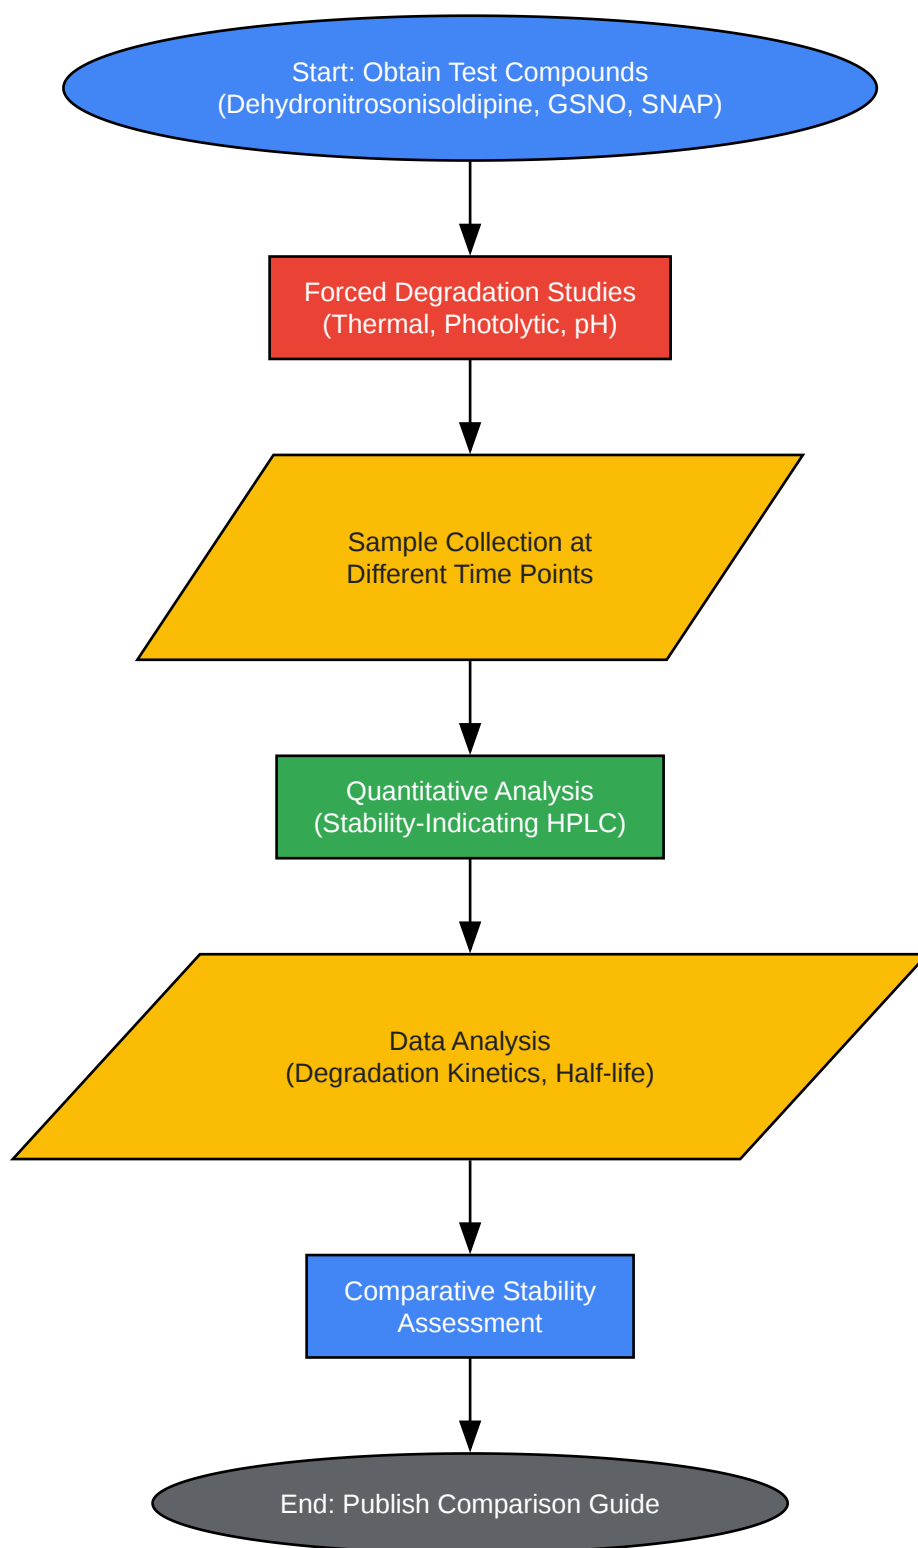 Start: Obtain Test Compounds
(Dehydronitrosonisoldipine, GSNO, SNAP)
Forced Degradation Studies
(Thermal, Photolytic, pH)
Sample Collection at
Different Time Points
Quantitative Analysis
(Stability-Indicating HPLC)
Data Analysis
(Degradation Kinetics, Half-life)
Comparative Stability
Assessment
End: Publish Comparison Guide